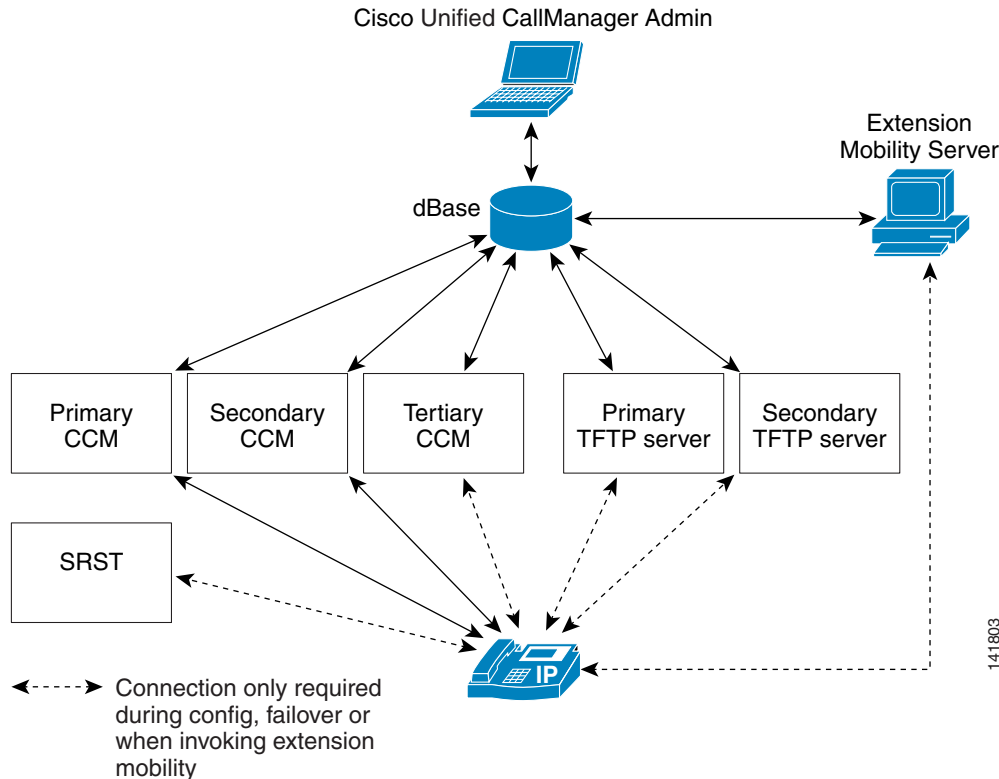 Cisco Unified CallManager Admin
Extension
Mobility Server
dBase
Primary
CCM
Secondary
CCM
Tertiary
CCM
Primary
TFTP server
Secondary
TFTP server
SRST
IP
141803
Connection only required
during config, failover or
when invoking extension
mobility